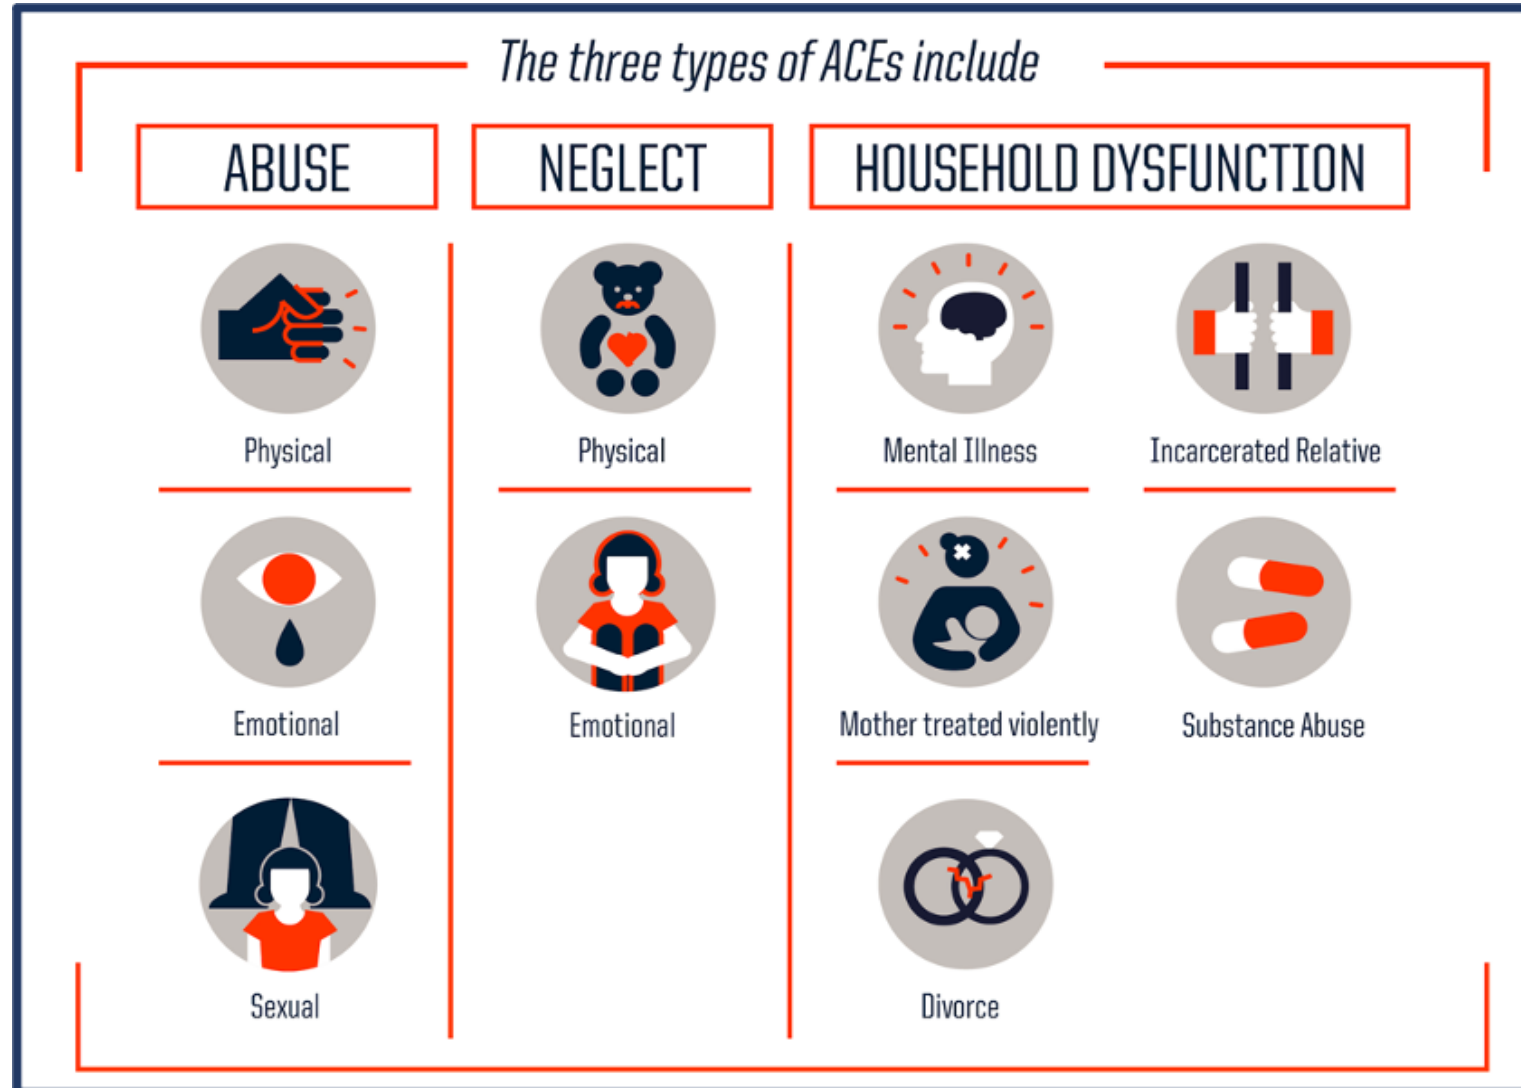 The three types of ACEs include
ABUSE
NEGLECT
HOUSEHOLD DYSFUNCTION
Physical
Physical
Mental Illness
Incarcerated Relative
Emotional
Emotional
Mother treated violently
Substance Abuse
Sexual
Divorce